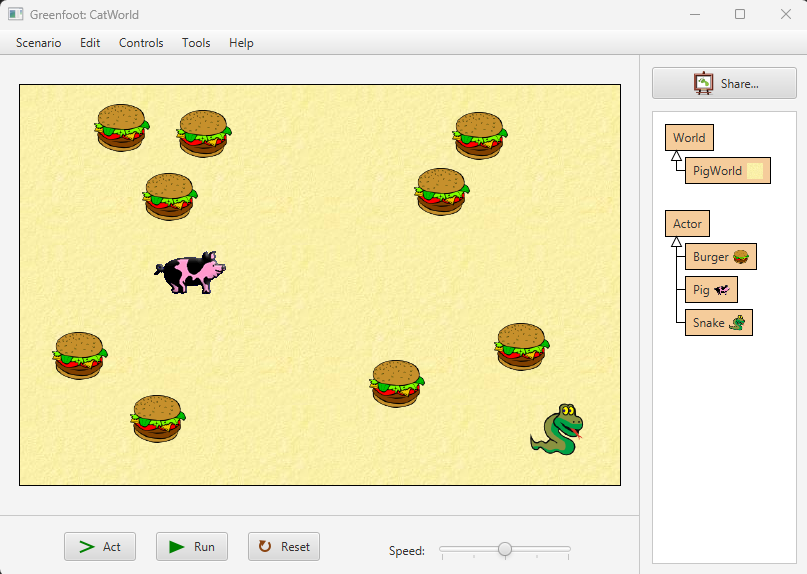 Greenfoot: CatWorld
Scenario Edit Controls Tools Help
Share...
World
PigWorld
Actor
Burger
Pig
Snake
Act Run Reset Speed: